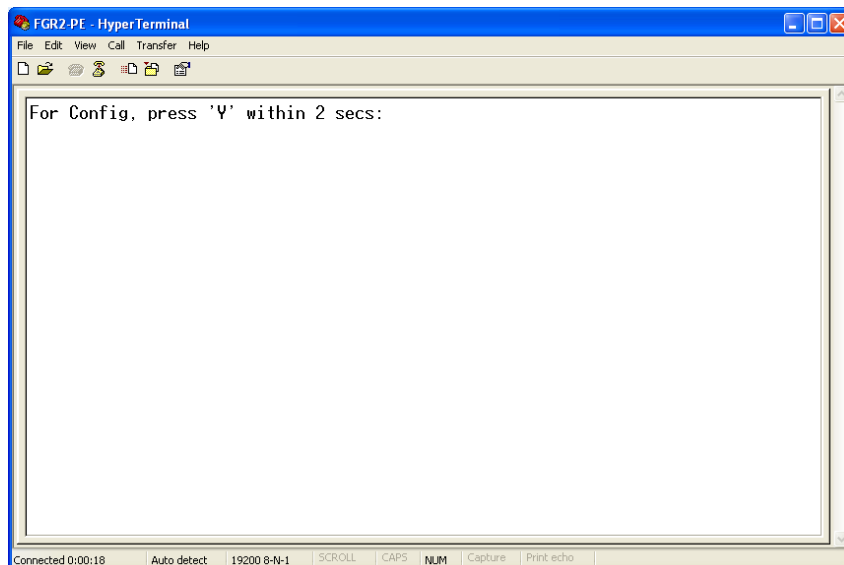 FGR2-PE - HyperTerminal
File Edit View Call Transfer Help
For Config, press 'Y' within 2 secs:
Connected 0:00:18 Auto detect 19200 8-N-1 SCROLL CAPS NUM Capture Print echo